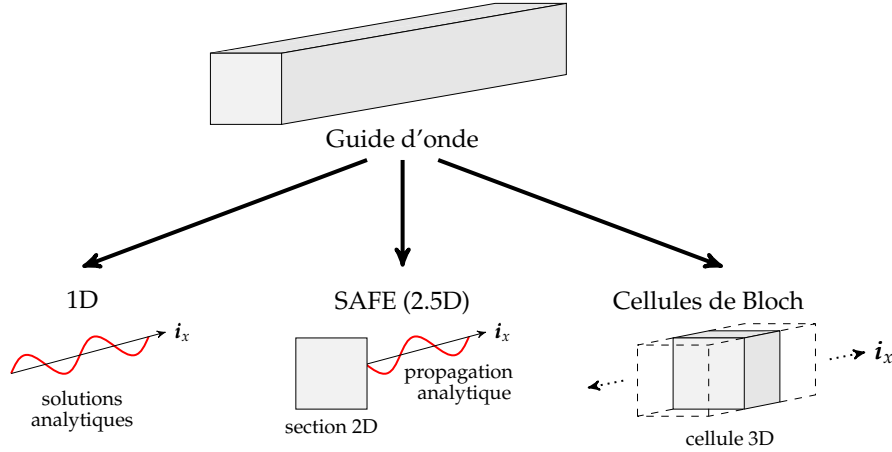 Guide d'onde
1D
SAFE (2.5D)
Cellules de Bloch
i_x
solutions
analytiques
i_x
propagation
analytique
section 2D
i_x
cellule 3D